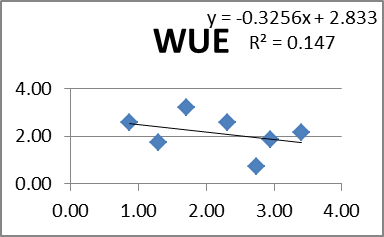 y = -0.3256x + 2.833
WUE
R² = 0.147
4.00
2.00
0.00
0.00 1.00 2.00 3.00 4.00